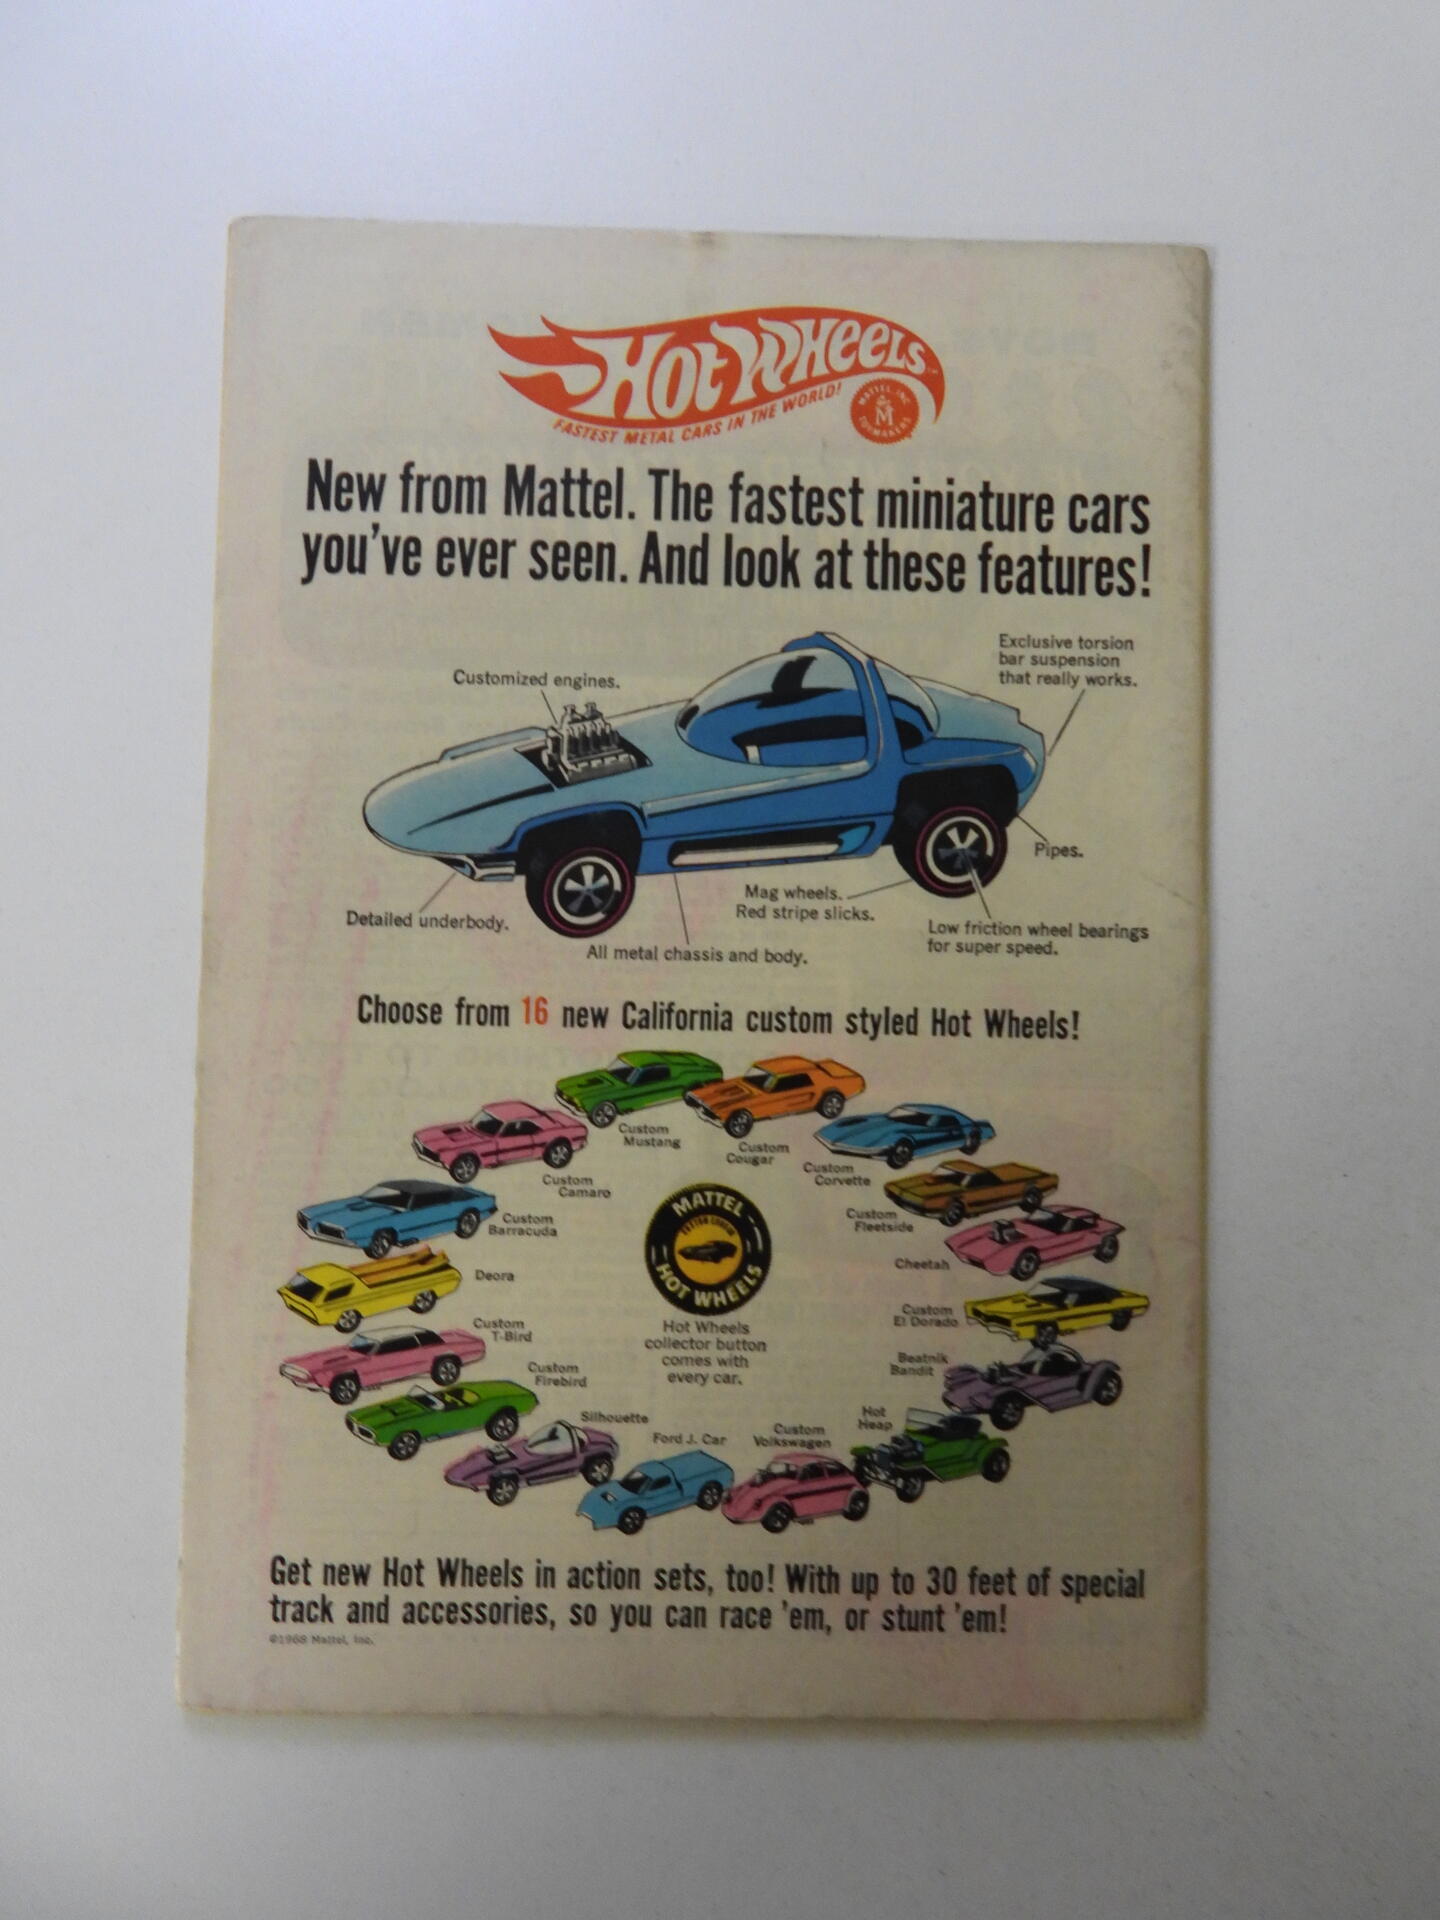 Hot Wheels
FASTEST METAL CARS IN THE WORLD!
MATTEL, INC.
M
TOYMAKERS
New from Mattel. The fastest miniature cars
you've ever seen. And look at these features!
Customized engines.
Exclusive torsion
bar suspension
that really works.
Pipes.
Mag wheels.
Red stripe slicks.
Detailed underbody.
Low friction wheel bearings
for super speed.
All metal chassis and body.
Choose from 16 new California custom styled Hot Wheels!
Custom
Mustang
Custom
Cougar
Custom
Corvette
Custom
Camaro
Custom
Fleetside
Custom
Barracuda
Cheetah
Deora
Custom
El Dorado
Custom
T-Bird
Beatnik
Bandit
Custom
Firebird
Hot
Heap
Silhouette
Ford J. Car
Custom
Volkswagen
MATTEL
HOT WHEELS
Hot Wheels
collector button
comes with
every car.
Get new Hot Wheels in action sets, too! With up to 30 feet of special
track and accessories, so you can race 'em, or stunt 'em!
©1968 Mattel, Inc.